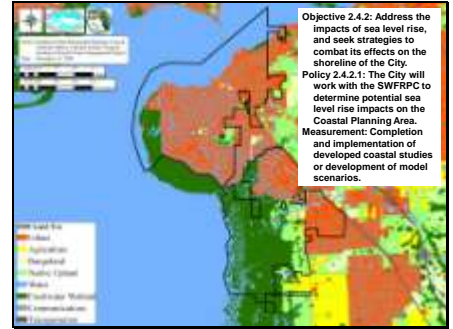 Objective 2.4.2: Address the
impacts of sea level rise,
and seek strategies to
combat its effects on the
shoreline of the City.
Policy 2.4.2.1: The City will
work with the SWFRPC to
determine potential sea
level rise impacts on the
Coastal Planning Area.
Measurement: Completion
and implementation of
developed coastal studies
or development of model
scenarios.
Urban
Agriculture
Rangeland
Native Upland
Water
Freshwater Wetland
Communications
Transportation